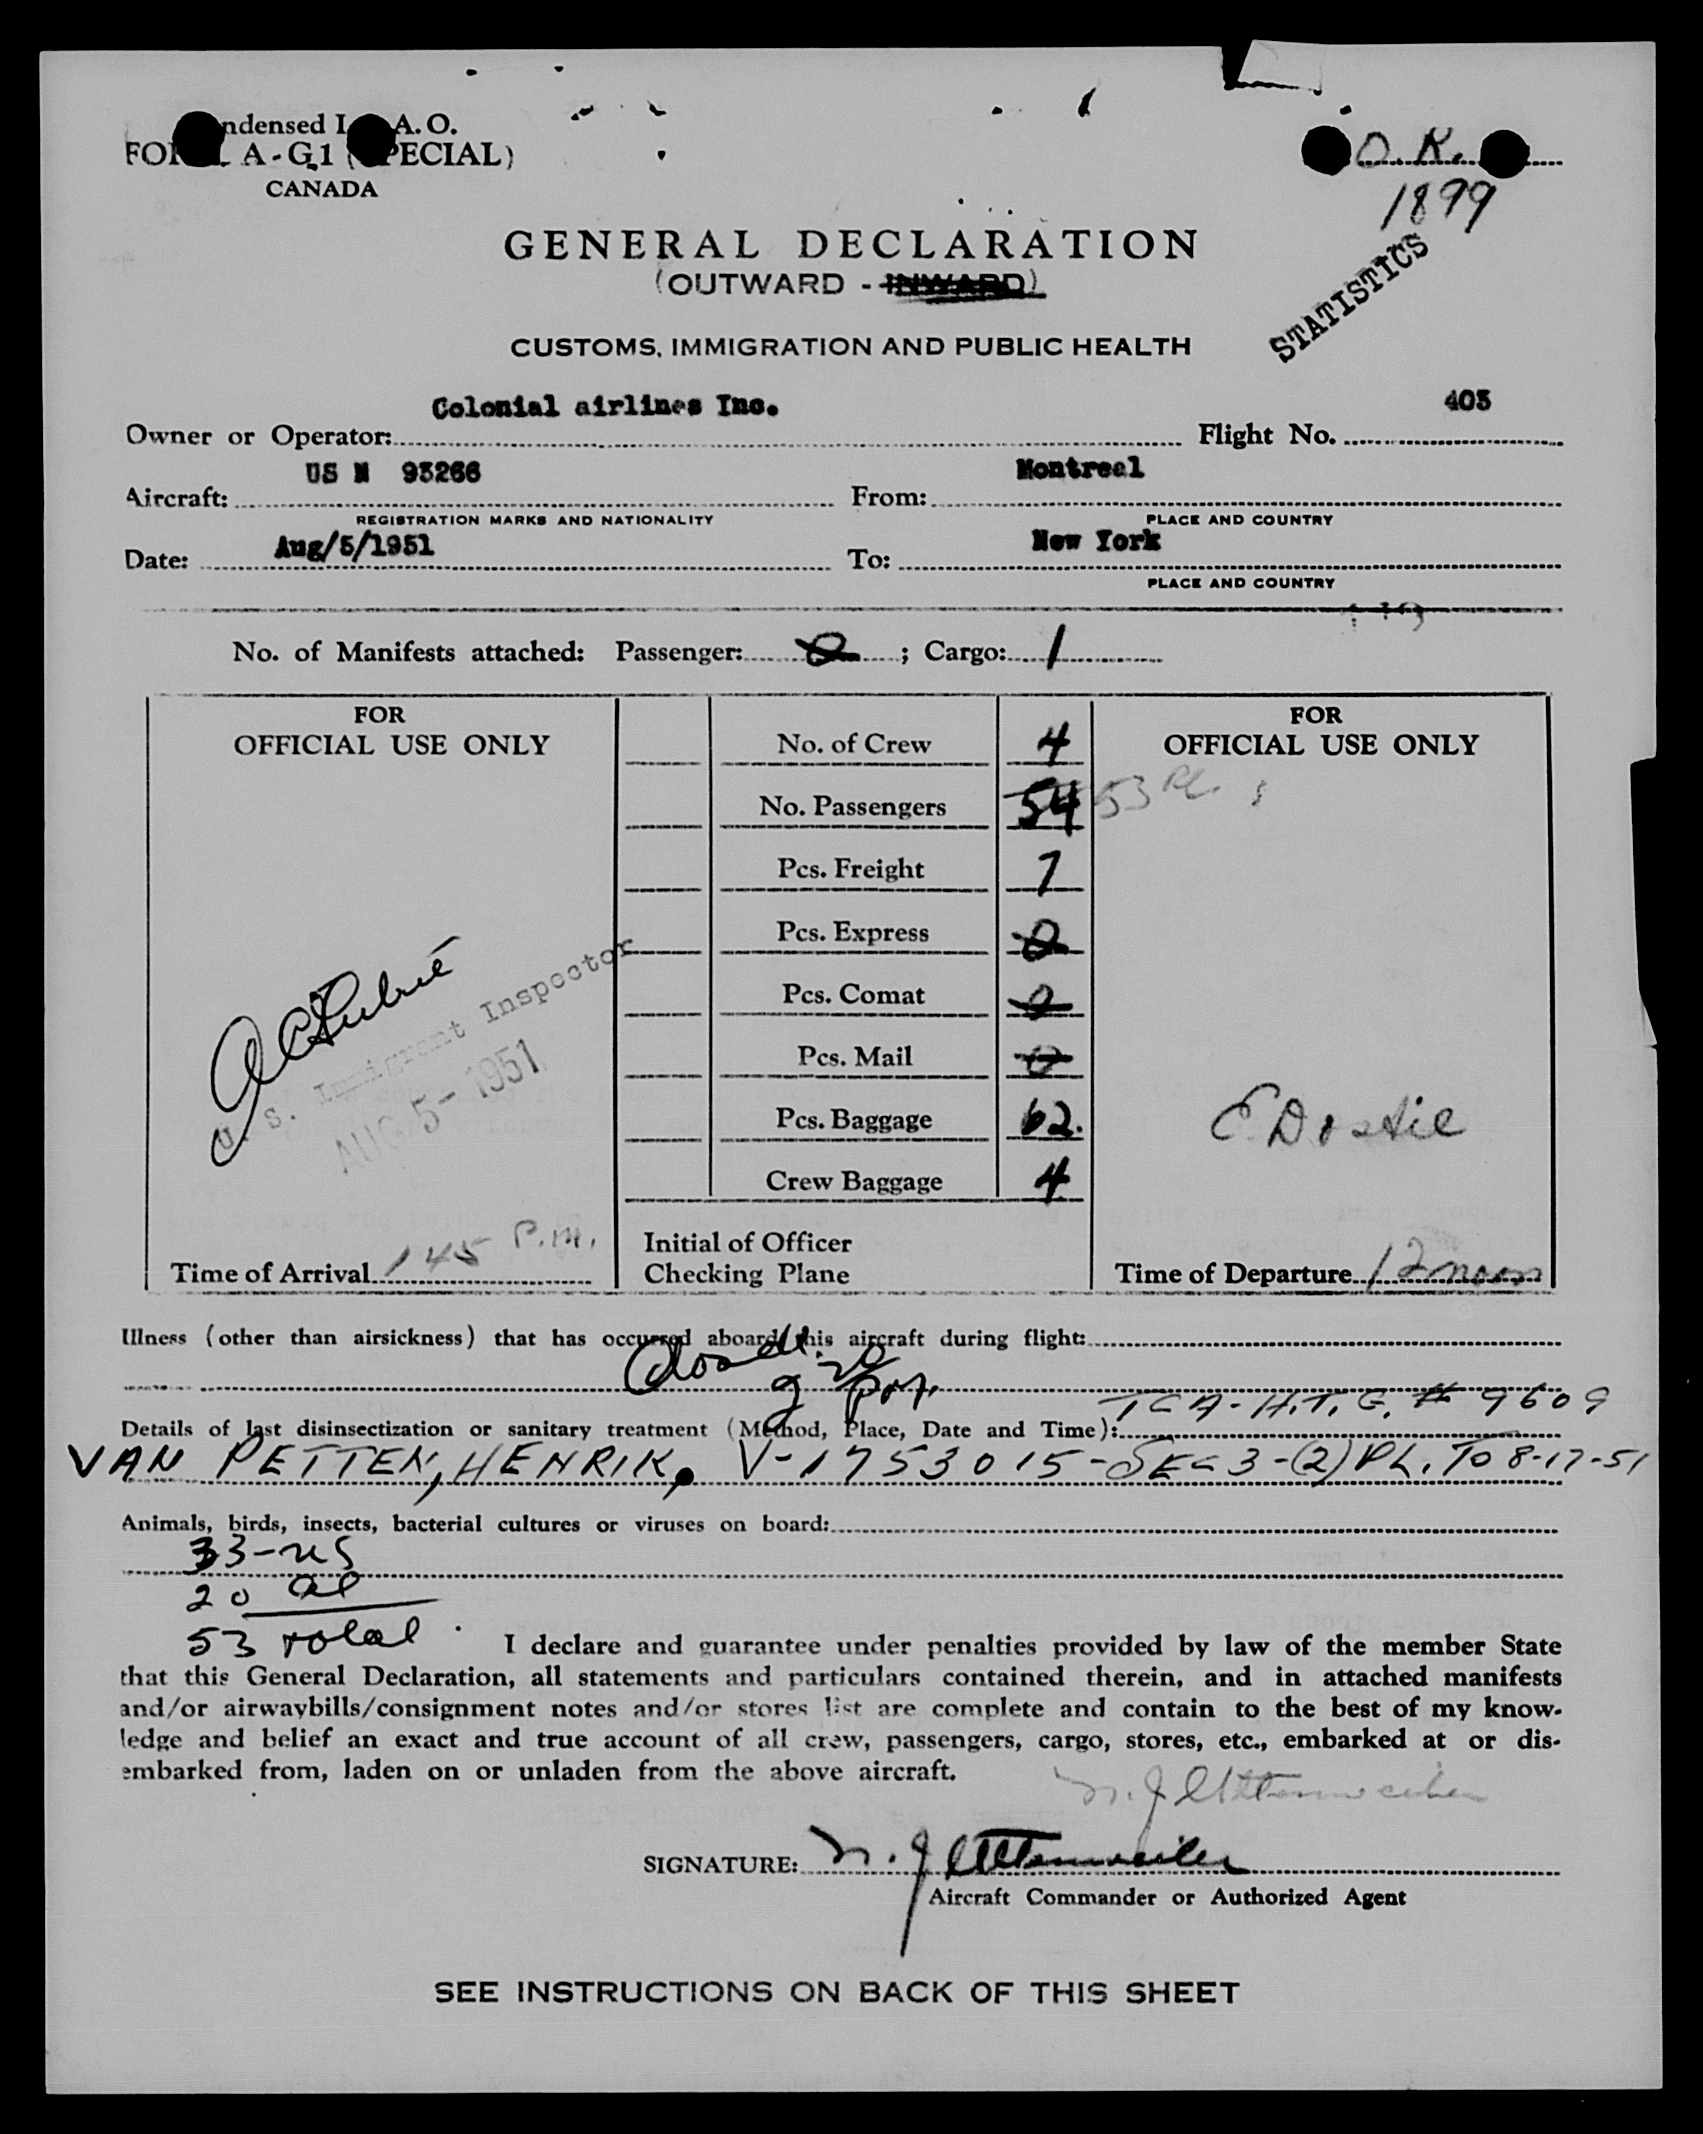 ndensed I A.O.
FO A-G1 ( PECIAL)
CANADA
O.K.
1899
STATISTICS
GENERAL DECLARATION
(OUTWARD - INWARD)
CUSTOMS, IMMIGRATION AND PUBLIC HEALTH
Owner or Operator: Colonial airlines Inc. Flight No. 403
Aircraft: US N 93266 From: Montreal
REGISTRATION MARKS AND NATIONALITY PLACE AND COUNTRY
Date: Aug/5/1951 To: New York
PLACE AND COUNTRY
No. of Manifests attached: Passenger: 0 ; Cargo: 1
FOR
OFFICIAL USE ONLY
U. S. Immigrant Inspector
AUG 5- 1951
Time of Arrival 145 P.M.
No. of Crew 4
No. Passengers 54 53
Pcs. Freight 7
Pcs. Express 0
Pcs. Comat 0
Pcs. Mail 0
Pcs. Baggage 62.
Crew Baggage 4
Initial of Officer
Checking Plane
FOR
OFFICIAL USE ONLY
E Dostie
Time of Departure 12 noon
Illness (other than airsickness) that has occurred aboard this aircraft during flight:
TCA-H.T.G. # 9609
Details of last disinsectization or sanitary treatment (Method, Place, Date and Time):
VAN PETTEN, HENRIK, V-1753015-SEC 3-(2) PL. TO 8-17-51
Animals, birds, insects, bacterial cultures or viruses on board:
33-US
20 al
53 total
I declare and guarantee under penalties provided by law of the member State
that this General Declaration, all statements and particulars contained therein, and in attached manifests
and/or airwaybills/consignment notes and/or stores list are complete and contain to the best of my know-
ledge and belief an exact and true account of all crew, passengers, cargo, stores, etc., embarked at or dis-
embarked from, laden on or unladen from the above aircraft.
SIGNATURE:
Aircraft Commander or Authorized Agent
SEE INSTRUCTIONS ON BACK OF THIS SHEET